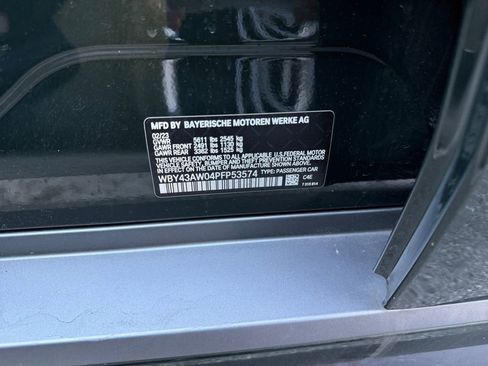 MFD BY BAYERISCHE MOTOREN WERKE AG
02/23
GVWR 5611 lbs 2545 kg
GAWR FRONT 2491 lbs 1130 kg
GAWR REAR 3362 lbs 1525 kg
THIS VEHICLE CONFORMS TO ALL APPLICABLE U.S.FEDERAL MOTOR
VEHICLE SAFETY, BUMPER AND THEFT PREVENTION STANDARDS
IN EFFECT ON THE DATE OF MANUFACTURE SHOWN ABOVE.
WBY43AW04PFP53574 TYPE: PASSENGER CAR
C4E